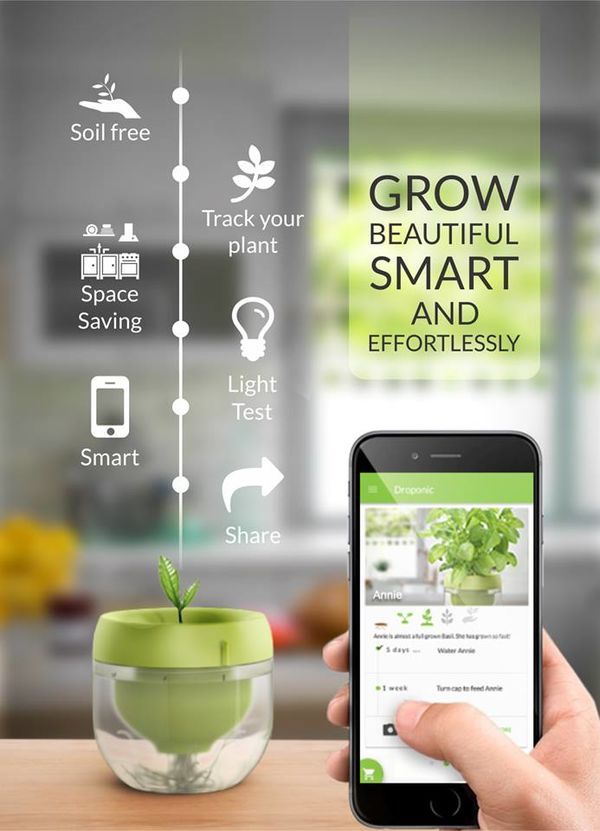 Soil free
Track your
plant
Space
Saving
Light
Test
Smart
Share
GROW
BEAUTIFUL
SMART
AND
EFFORTLESSLY
Droponic
Annie
Annie is almost a full grown Basil. She has grown so fast!
5 days ... Water Annie
1 week Turn cap to feed Annie